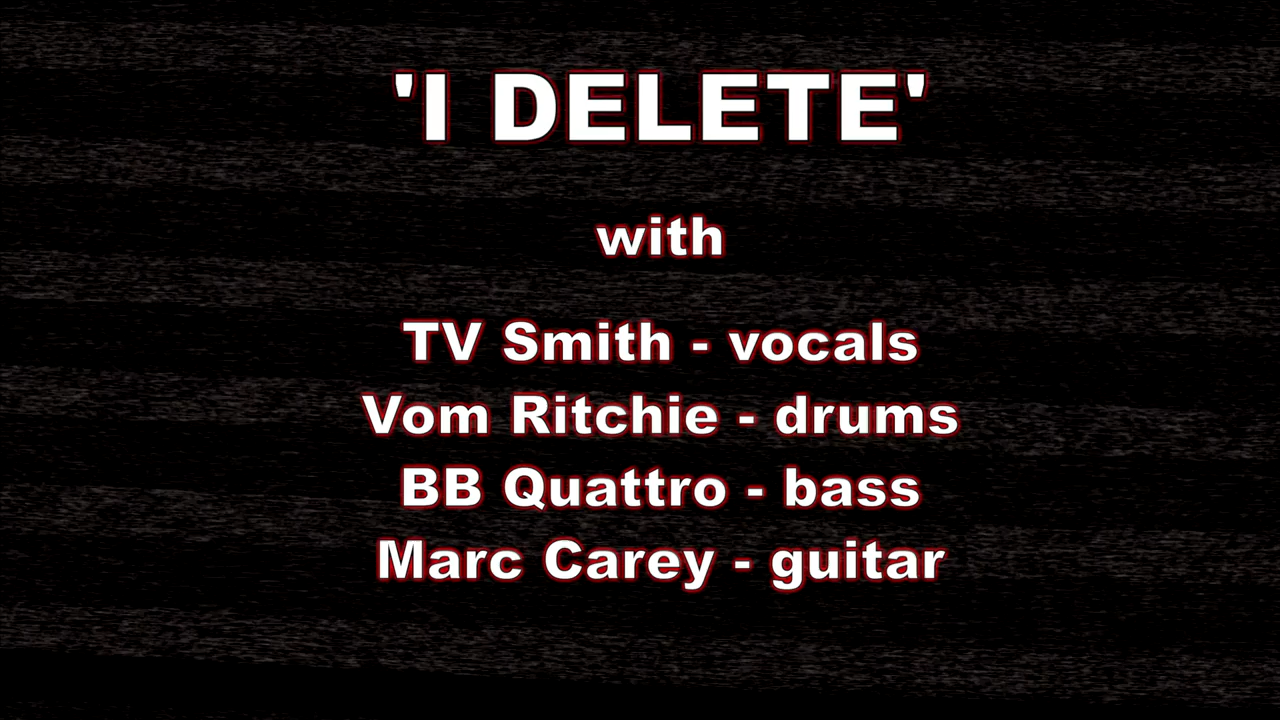 'I DELETE'
with
TV Smith - vocals
Vom Ritchie - drums
BB Quattro - bass
Marc Carey - guitar